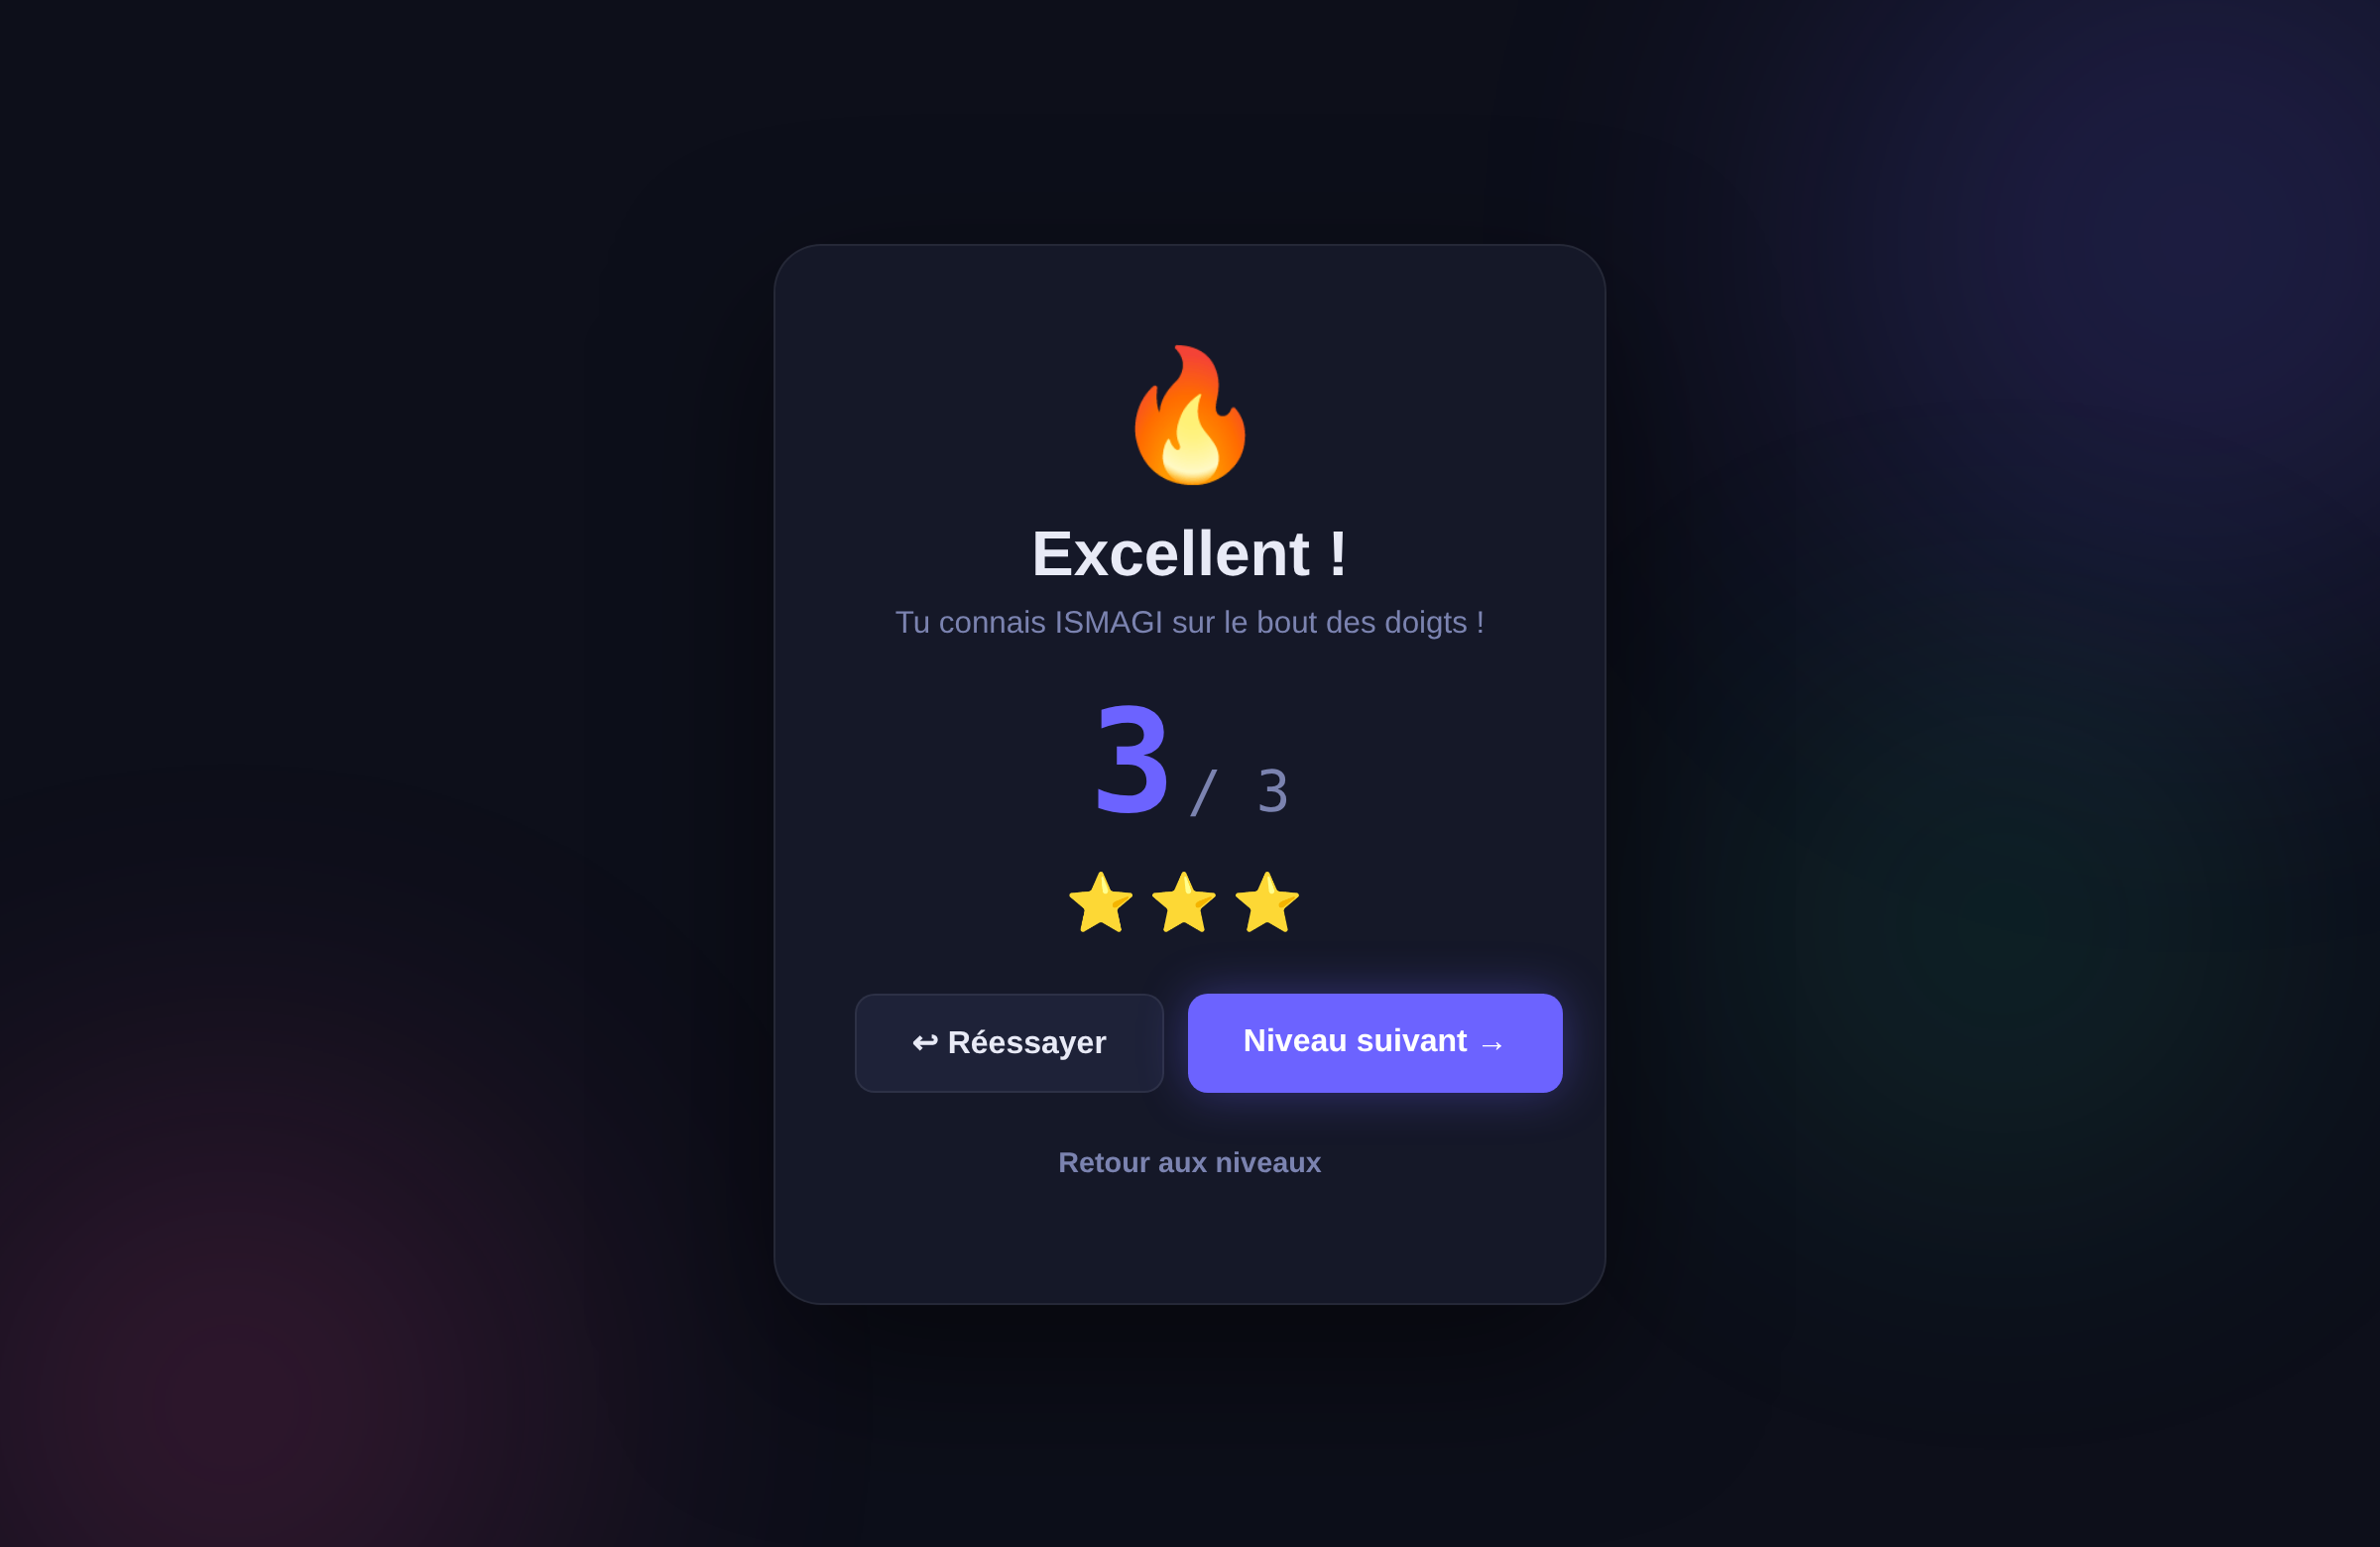 Excellent !
Tu connais ISMAGI sur le bout des doigts !
3 / 3
↩ Réessayer
Niveau suivant →
Retour aux niveaux